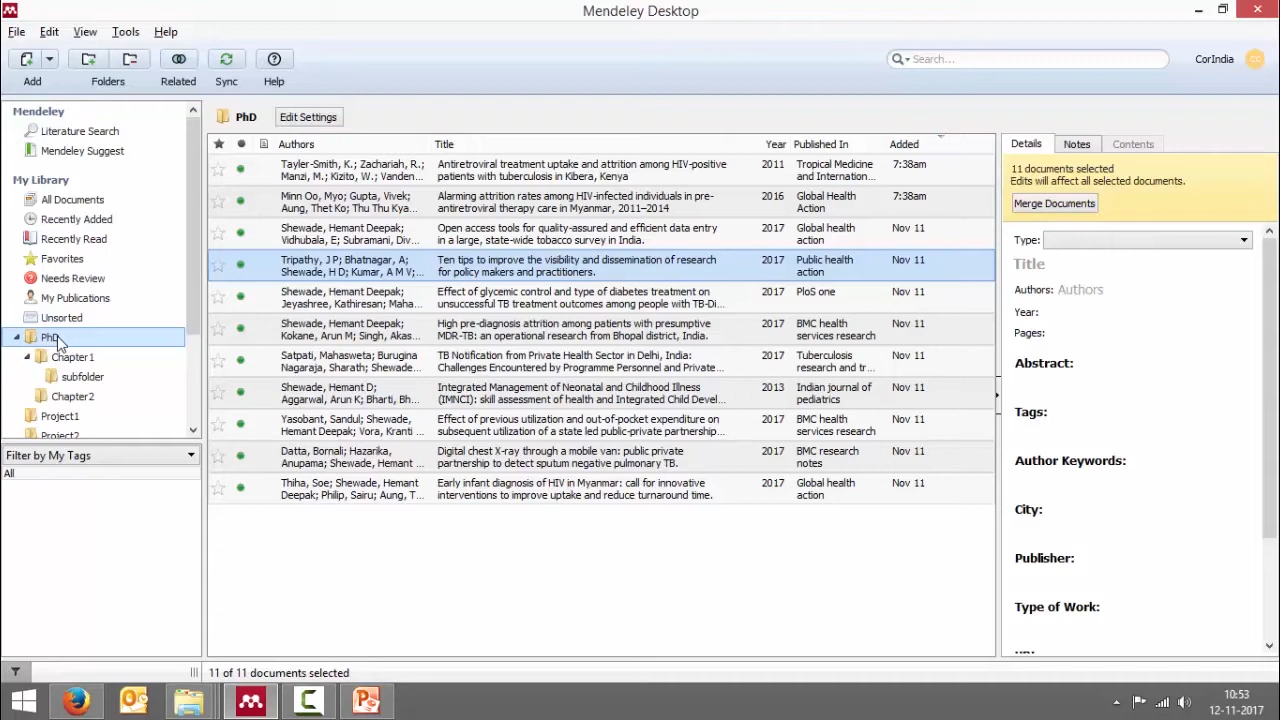 Mendeley Desktop
File Edit View Tools Help
Add Folders Related Sync Help
Search...
CorIndia
CC
Mendeley
Literature Search
Mendeley Suggest
My Library
All Documents
Recently Added
Recently Read
Favorites
Needs Review
My Publications
Unsorted
PhD
Chapter1
subfolder
Chapter2
Project1
Project2
Filter by My Tags
All
PhD Edit Settings
Authors Title Year Published In Added
Tayler-Smith, K.; Zachariah, R.; Antiretroviral treatment uptake and attrition among HIV-positive 2011 Tropical Medicine 7:38am
Manzi, M.; Kizito, W.; Vanden... patients with tuberculosis in Kibera, Kenya and Internation...
Minn Oo, Myo; Gupta, Vivek; Alarming attrition rates among HIV-infected individuals in pre- 2016 Global Health 7:38am
Aung, Thet Ko; Thu Thu Kya... antiretroviral therapy care in Myanmar, 2011–2014 Action
Shewade, Hemant Deepak; Open access tools for quality-assured and efficient data entry 2017 Global health Nov 11
Vidhubala, E; Subramani, Div... in a large, state-wide tobacco survey in India. action
Tripathy, J P; Bhatnagar, A; Ten tips to improve the visibility and dissemination of research 2017 Public health Nov 11
Shewade, H D; Kumar, A M V;... for policy makers and practitioners. action
Shewade, Hemant Deepak; Effect of glycemic control and type of diabetes treatment on 2017 PloS one Nov 11
Jeyashree, Kathiresan; Maha... unsuccessful TB treatment outcomes among people with TB-Di...
Shewade, Hemant Deepak; High pre-diagnosis attrition among patients with presumptive 2017 BMC health Nov 11
Kokane, Arun M; Singh, Akas... MDR-TB: an operational research from Bhopal district, India. services research
Satpati, Mahasweta; Burugina TB Notification from Private Health Sector in Delhi, India: 2017 Tuberculosis Nov 11
Nagaraja, Sharath; Shewade... Challenges Encountered by Programme Personnel and Private... research and tr...
Shewade, Hemant D; Integrated Management of Neonatal and Childhood Illness 2013 Indian journal of Nov 11
Aggarwal, Arun K; Bharti, Bh... (IMNCI): skill assessment of health and Integrated Child Devel... pediatrics
Yasobant, Sandul; Shewade, Effect of previous utilization and out-of-pocket expenditure on 2017 BMC health Nov 11
Hemant Deepak; Vora, Kranti ... subsequent utilization of a state led public-private partnership... services research
Datta, Bornali; Hazarika, Digital chest X-ray through a mobile van: public private 2017 BMC research Nov 11
Anupama; Shewade, Hemant ... partnership to detect sputum negative pulmonary TB. notes
Thiha, Soe; Shewade, Hemant Early infant diagnosis of HIV in Myanmar: call for innovative 2017 Global health Nov 11
Deepak; Philip, Sairu; Aung, T... interventions to improve uptake and reduce turnaround time. action
Details Notes Contents
11 documents selected
Edits will affect all selected documents.
Merge Documents
Type:
Title
Authors: Authors
Year:
Pages:
Abstract:
Tags:
Author Keywords:
City:
Publisher:
Type of Work:
11 of 11 documents selected
10:53
12-11-2017